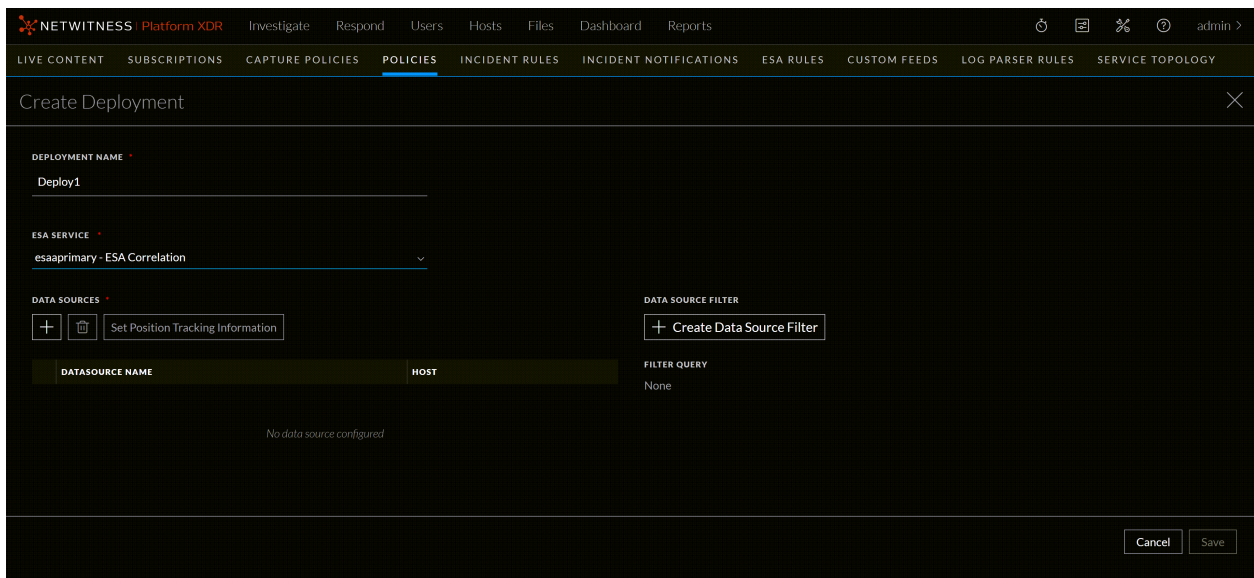 NETWITNESS | Platform XDR Investigate Respond Users Hosts Files Dashboard Reports admin >
LIVE CONTENT SUBSCRIPTIONS CAPTURE POLICIES POLICIES INCIDENT RULES INCIDENT NOTIFICATIONS ESA RULES CUSTOM FEEDS LOG PARSER RULES SERVICE TOPOLOGY
Create Deployment
DEPLOYMENT NAME *
Deploy1
ESA SERVICE *
esaaprimary - ESA Correlation
DATA SOURCES *
Set Position Tracking Information
DATASOURCE NAME HOST
No data source configured
DATA SOURCE FILTER
+ Create Data Source Filter
FILTER QUERY
None
Cancel Save